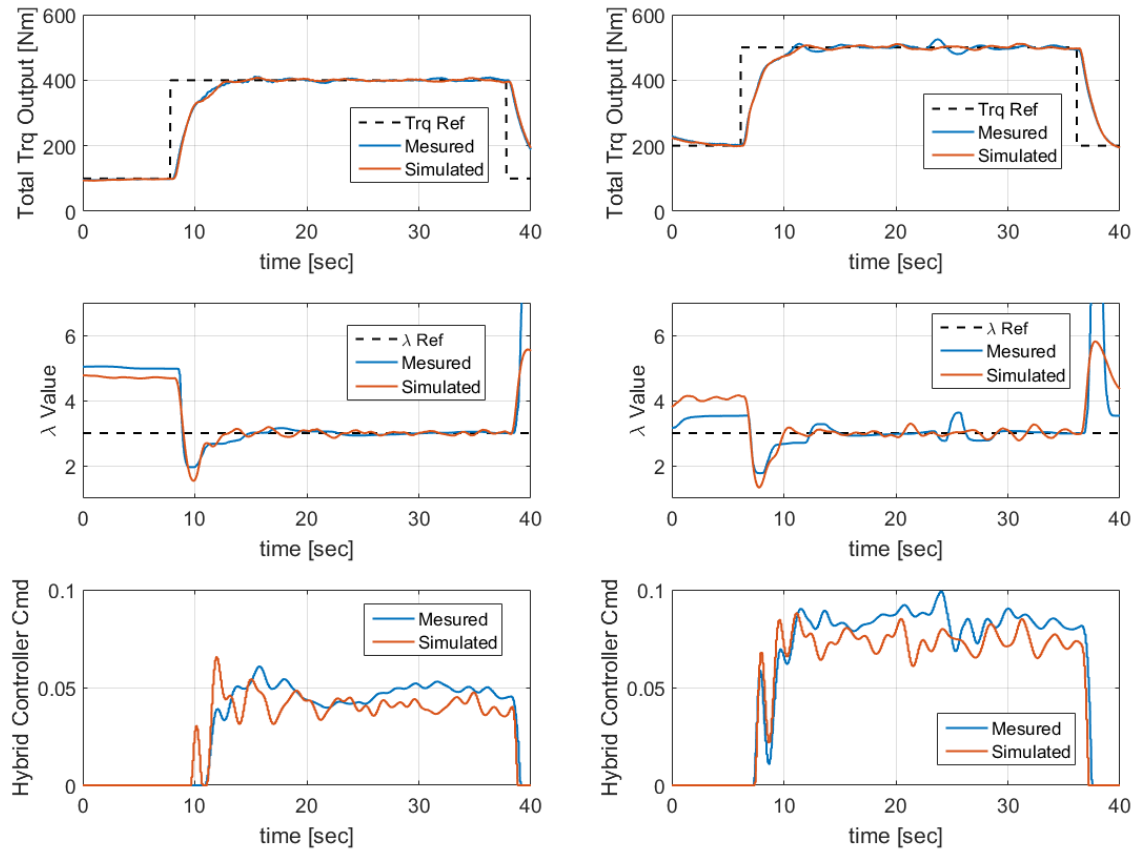 Total Trq Output [Nm]
600
400
200
0
0 10 20 30 40
time [sec]
Trq Ref
Mesured
Simulated
Total Trq Output [Nm]
600
400
200
0
0 10 20 30 40
time [sec]
Trq Ref
Mesured
Simulated
λ Value
6
4
2
0 10 20 30 40
time [sec]
λ Ref
Mesured
Simulated
λ Value
6
4
2
0 10 20 30 40
time [sec]
λ Ref
Mesured
Simulated
Hybrid Controller Cmd
0.1
0.05
0
0 10 20 30 40
time [sec]
Mesured
Simulated
Hybrid Controller Cmd
0.1
0.05
0
0 10 20 30 40
time [sec]
Mesured
Simulated